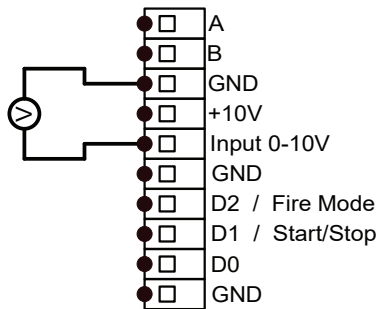 A
B
GND
+10V
V
Input 0-10V
GND
D2 / Fire Mode
D1 / Start/Stop
D0
GND